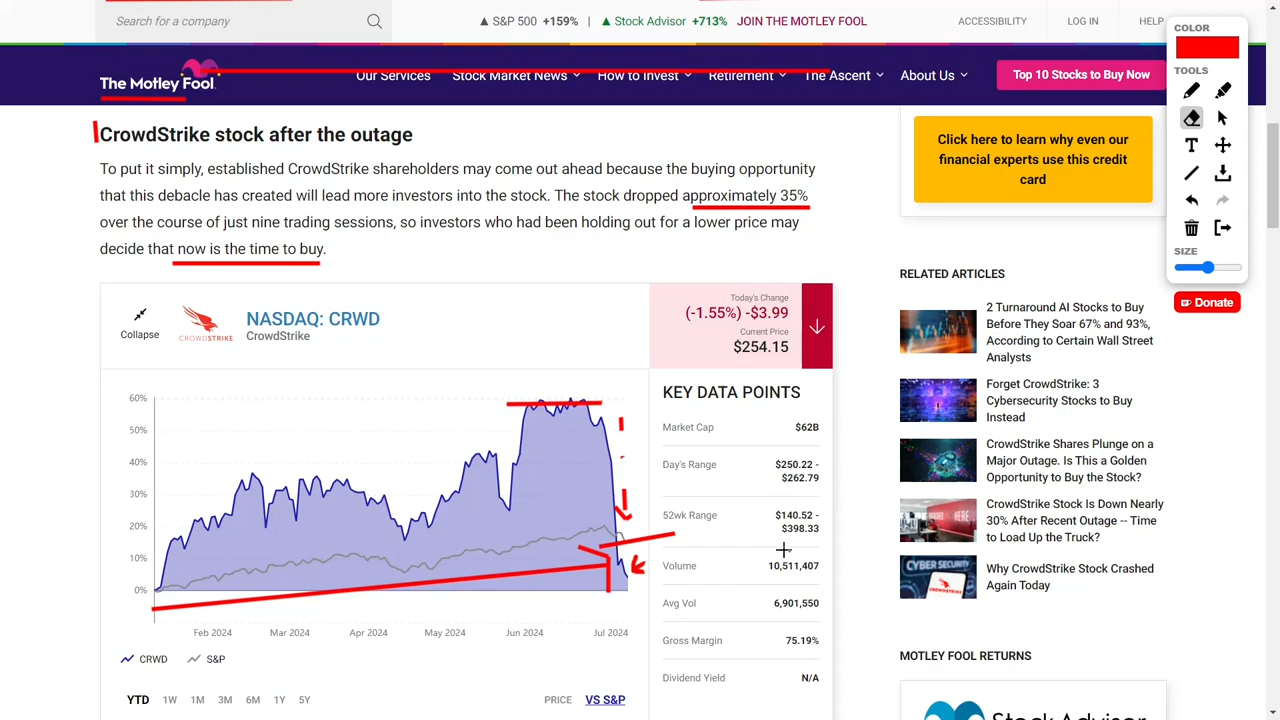 Search for a company
S&P 500 +159% | Stock Advisor +713% JOIN THE MOTLEY FOOL
ACCESSIBILITY
LOG IN
HELP
The Motley Fool
Our Services
Stock Market News
How to Invest
Retirement
The Ascent
About Us
Top 10 Stocks to Buy Now
COLOR
TOOLS
T
SIZE
Donate
CrowdStrike stock after the outage
To put it simply, established CrowdStrike shareholders may come out ahead because the buying opportunity
that this debacle has created will lead more investors into the stock. The stock dropped approximately 35%
over the course of just nine trading sessions, so investors who had been holding out for a lower price may
decide that now is the time to buy.
Collapse
CROWDSTRIKE
NASDAQ: CRWD
CrowdStrike
Today's Change
(-1.55%) -$3.99
Current Price
$254.15
60%
50%
40%
30%
20%
10%
0%
Feb 2024
Mar 2024
Apr 2024
May 2024
Jun 2024
Jul 2024
CRWD
S&P
YTD
1W
1M
3M
6M
1Y
5Y
PRICE
VS S&P
KEY DATA POINTS
Market Cap
$62B
Day's Range
$250.22 -
$262.79
52wk Range
$140.52 -
$398.33
Volume
10,511,407
Avg Vol
6,901,550
Gross Margin
75.19%
Dividend Yield
N/A
Click here to learn why even our
financial experts use this credit
card
RELATED ARTICLES
2 Turnaround AI Stocks to Buy
Before They Soar 67% and 93%,
According to Certain Wall Street
Analysts
Forget CrowdStrike: 3
Cybersecurity Stocks to Buy
Instead
CrowdStrike Shares Plunge on a
Major Outage. Is This a Golden
Opportunity to Buy the Stock?
HERE
CrowdStrike Stock Is Down Nearly
30% After Recent Outage -- Time
to Load Up the Truck?
CYBER SECURITY
Why CrowdStrike Stock Crashed
Again Today
MOTLEY FOOL RETURNS
Stock Advisor